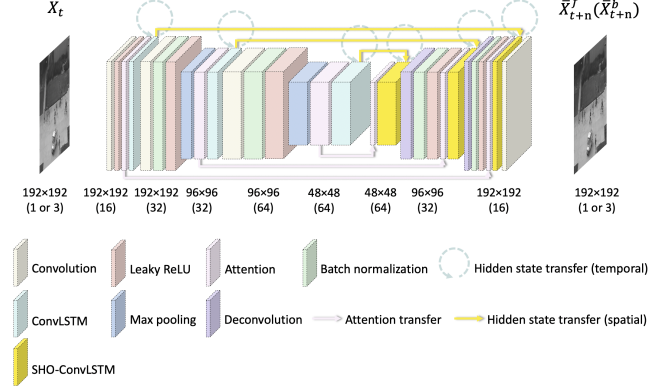 X_t
X̄^J_{t+n}(X̄^b_{t+n})
192×192 192×192 192×192 96×96 96×96 48×48 48×48 96×96 192×192 192×192
(1 or 3) (16) (32) (32) (64) (64) (64) (32) (16) (1 or 3)
Convolution Leaky ReLU Attention Batch normalization Hidden state transfer (temporal)
ConvLSTM Max pooling Deconvolution Attention transfer Hidden state transfer (spatial)
SHO-ConvLSTM